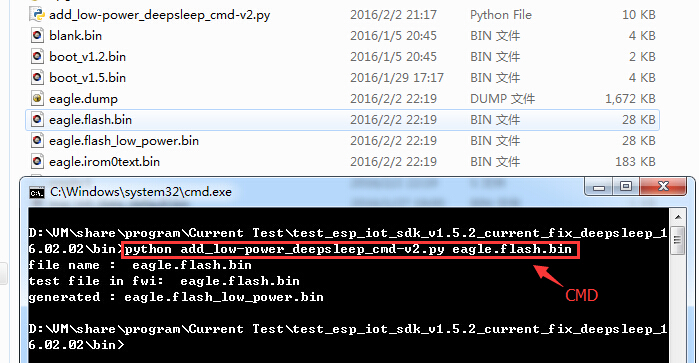 add_low-power_deepsleep_cmd-v2.py 2016/2/2 21:17 Python File 10 KB
blank.bin 2016/1/5 20:45 BIN 文件 4 KB
boot_v1.2.bin 2016/1/5 20:45 BIN 文件 2 KB
boot_v1.5.bin 2016/1/29 17:17 BIN 文件 4 KB
eagle.dump 2016/2/2 22:19 DUMP 文件 1,672 KB
eagle.flash.bin 2016/2/2 22:19 BIN 文件 28 KB
eagle.flash_low_power.bin 2016/2/2 22:19 BIN 文件 28 KB
eagle.irom0text.bin 2016/2/2 22:19 BIN 文件 183 KB
C:\Windows\system32\cmd.exe
D:\VM\share\program\Current Test\test_esp_iot_sdk_v1.5.2_current_fix_deepsleep_1
6.02.02\bin>python add_low-power_deepsleep_cmd-v2.py eagle.flash.bin
file name :  eagle.flash.bin
test file in fwi:  eagle.flash.bin
generated : eagle.flash_low_power.bin
CMD
D:\VM\share\program\Current Test\test_esp_iot_sdk_v1.5.2_current_fix_deepsleep_1
6.02.02\bin>